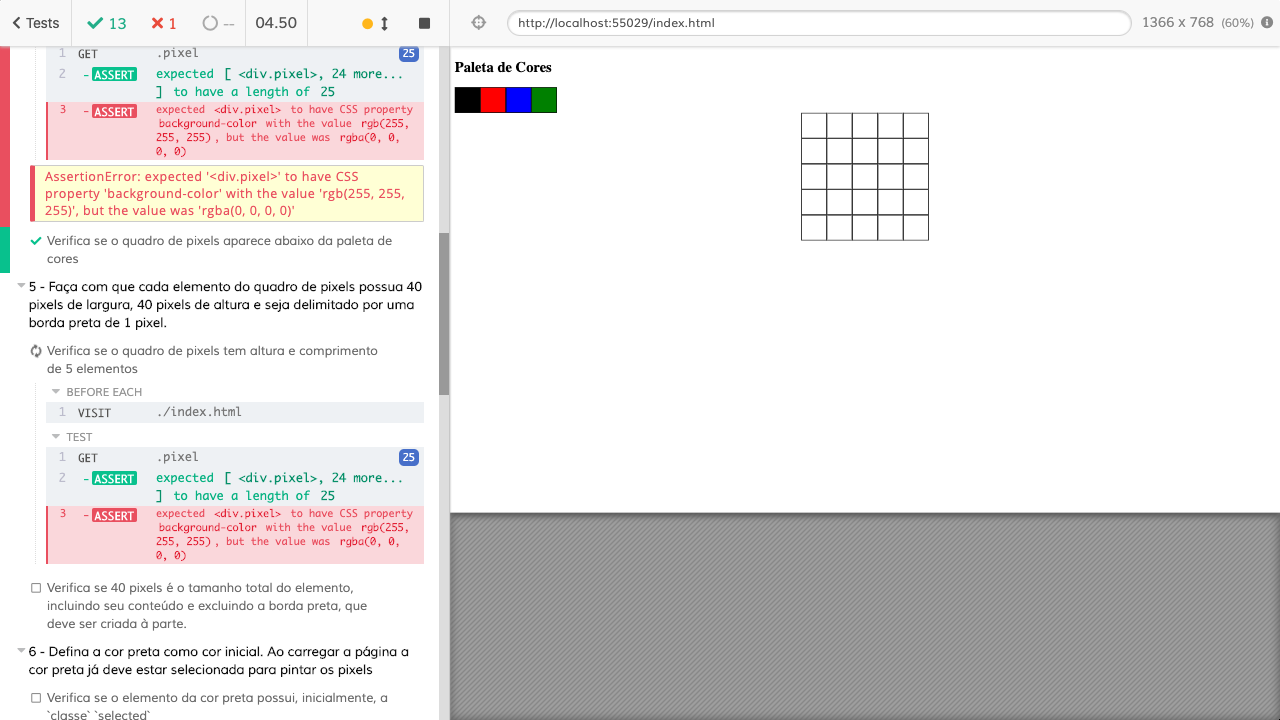 Tests 13 1 -- 04.50
http://localhost:55029/index.html 1366 x 768 (60%)
1 GET .pixel 25
2 -ASSERT expected [ <div.pixel>, 24 more...
] to have a length of 25
3 -ASSERT expected <div.pixel> to have CSS property
background-color with the value rgb(255,
255, 255), but the value was rgba(0, 0,
0, 0)
AssertionError: expected '<div.pixel>' to have CSS
property 'background-color' with the value 'rgb(255, 255,
255)', but the value was 'rgba(0, 0, 0, 0)'
Verifica se o quadro de pixels aparece abaixo da paleta de
cores
5 - Faça com que cada elemento do quadro de pixels possua 40
pixels de largura, 40 pixels de altura e seja delimitado por uma
borda preta de 1 pixel.
Verifica se o quadro de pixels tem altura e comprimento
de 5 elementos
BEFORE EACH
1 VISIT ./index.html
TEST
1 GET .pixel 25
2 -ASSERT expected [ <div.pixel>, 24 more...
] to have a length of 25
3 -ASSERT expected <div.pixel> to have CSS property
background-color with the value rgb(255,
255, 255), but the value was rgba(0, 0,
0, 0)
Verifica se 40 pixels é o tamanho total do elemento,
incluindo seu conteúdo e excluindo a borda preta, que
deve ser criada à parte.
6 - Defina a cor preta como cor inicial. Ao carregar a página a
cor preta já deve estar selecionada para pintar os pixels
Verifica se o elemento da cor preta possui, inicialmente, a
`classe` `selected`
Paleta de Cores